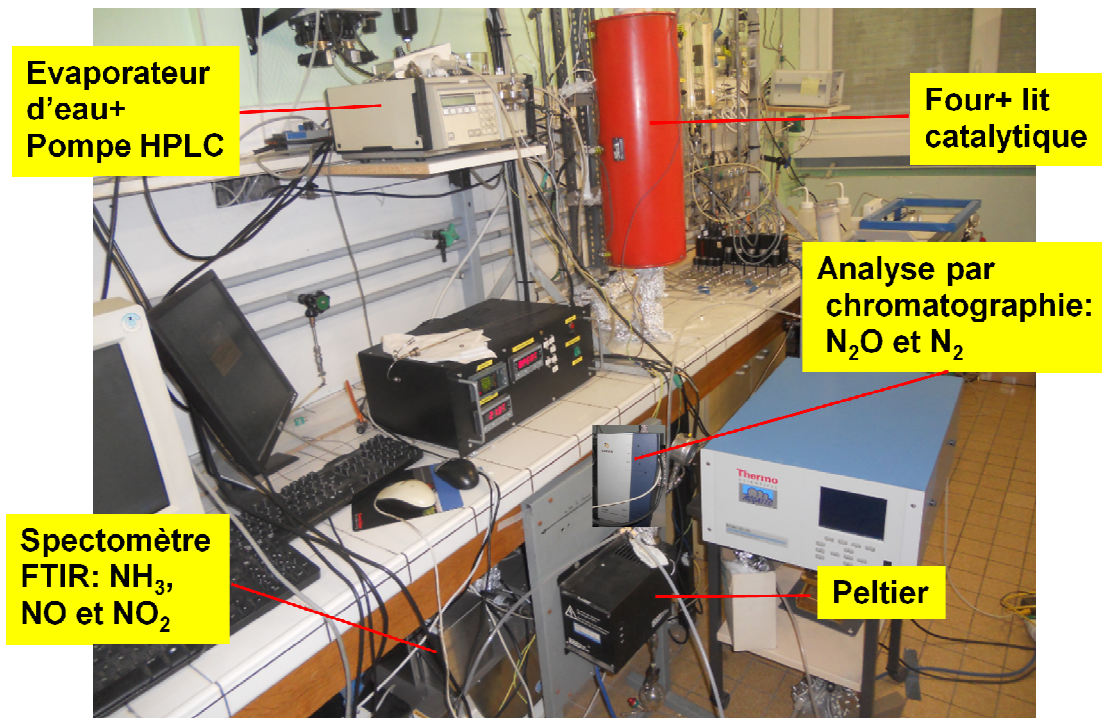 Evaporateur
d'eau+
Pompe HPLC
Four+ lit
catalytique
Analyse par
chromatographie:
N₂O et N₂
Thermo
SCIENTIFIC
Spectomètre
FTIR: NH₃,
NO et NO₂
Peltier